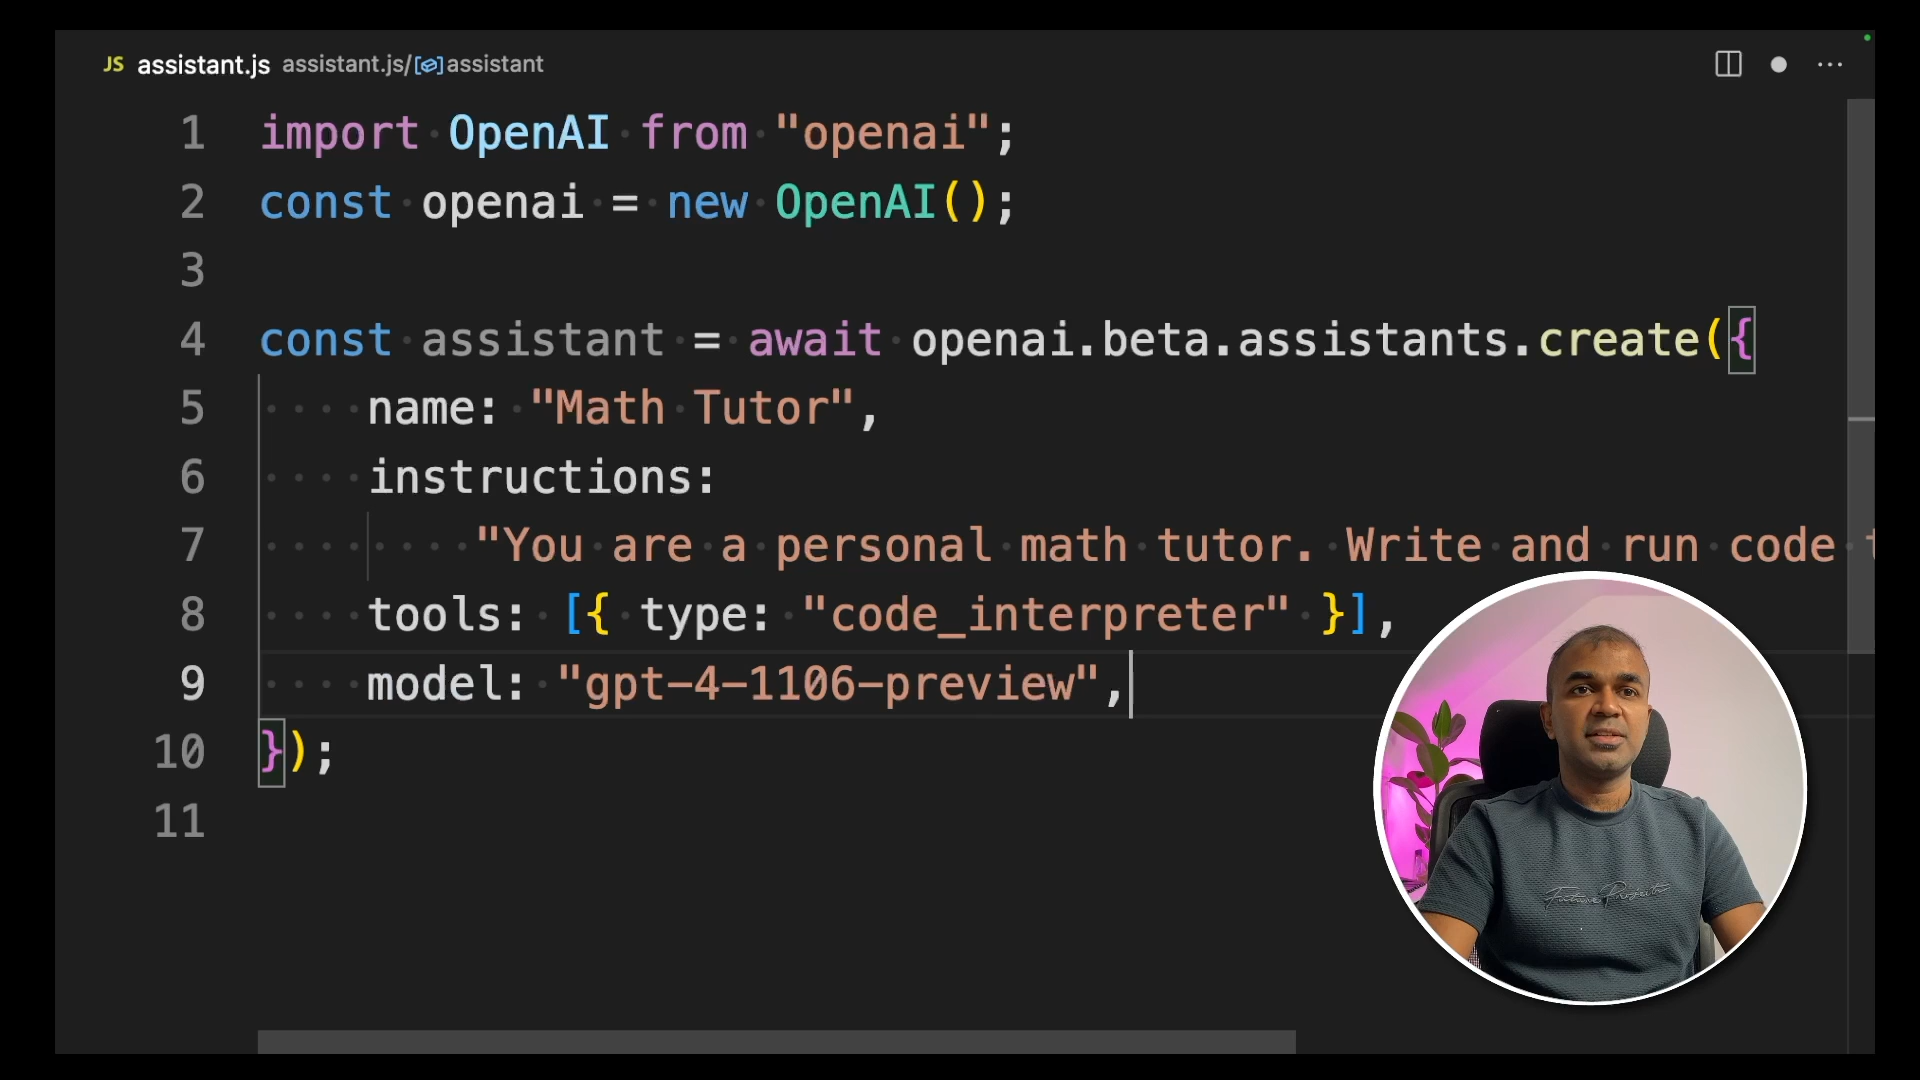 JS assistant.js assistant.js/assistant
1 import OpenAI from "openai";
2 const openai = new OpenAI();
3
4 const assistant = await openai.beta.assistants.create({
5 name: "Math Tutor",
6 instructions:
7 "You are a personal math tutor. Write and run code
8 tools: [{ type: "code_interpreter" }],
9 model: "gpt-4-1106-preview",
10 });
11
Future Projects